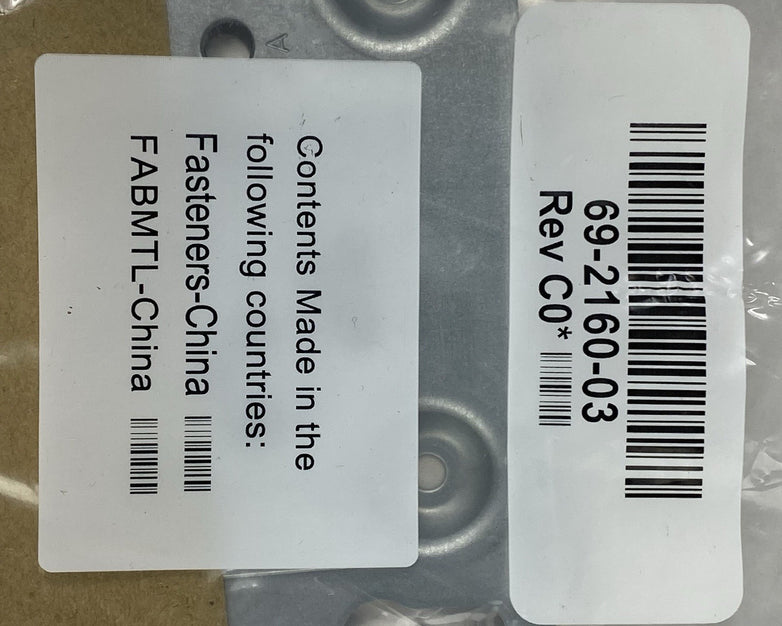 69-2160-03
Rev C0*
Contents Made in the
following countries:
Fasteners-China
FABMTL-China
A